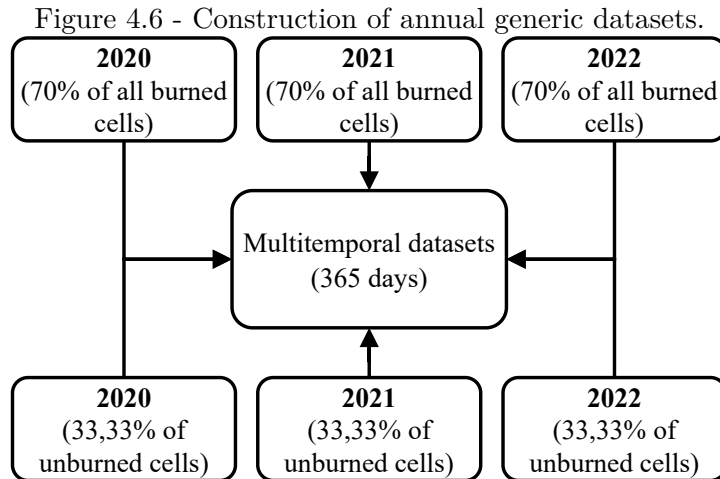 Figure 4.6 - Construction of annual generic datasets.
2020
(70% of all burned
cells)
2021
(70% of all burned
cells)
2022
(70% of all burned
cells)
Multitemporal datasets
(365 days)
2020
(33,33% of
unburned cells)
2021
(33,33% of
unburned cells)
2022
(33,33% of
unburned cells)